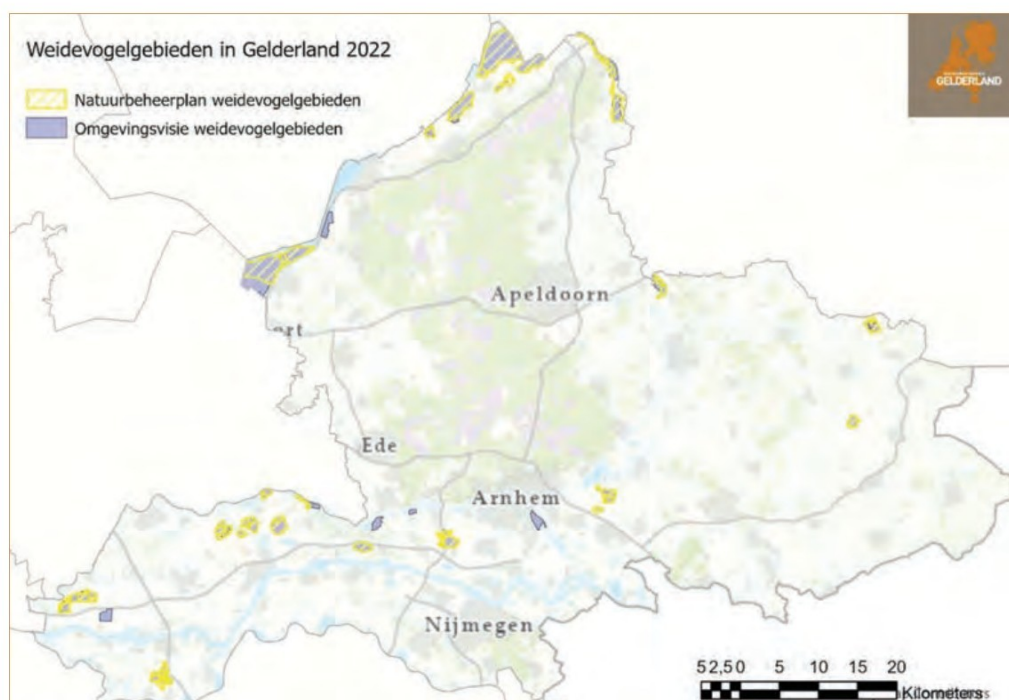 Weidevogelgebieden in Gelderland 2022
Natuurbeheerplan weidevogelgebieden
Omgevingsvisie weidevogelgebieden
GELDERLAND
Apeldoorn
ort
Ede
Arnhem
Nijmegen
52,50 5 10 15 20
Kilometers